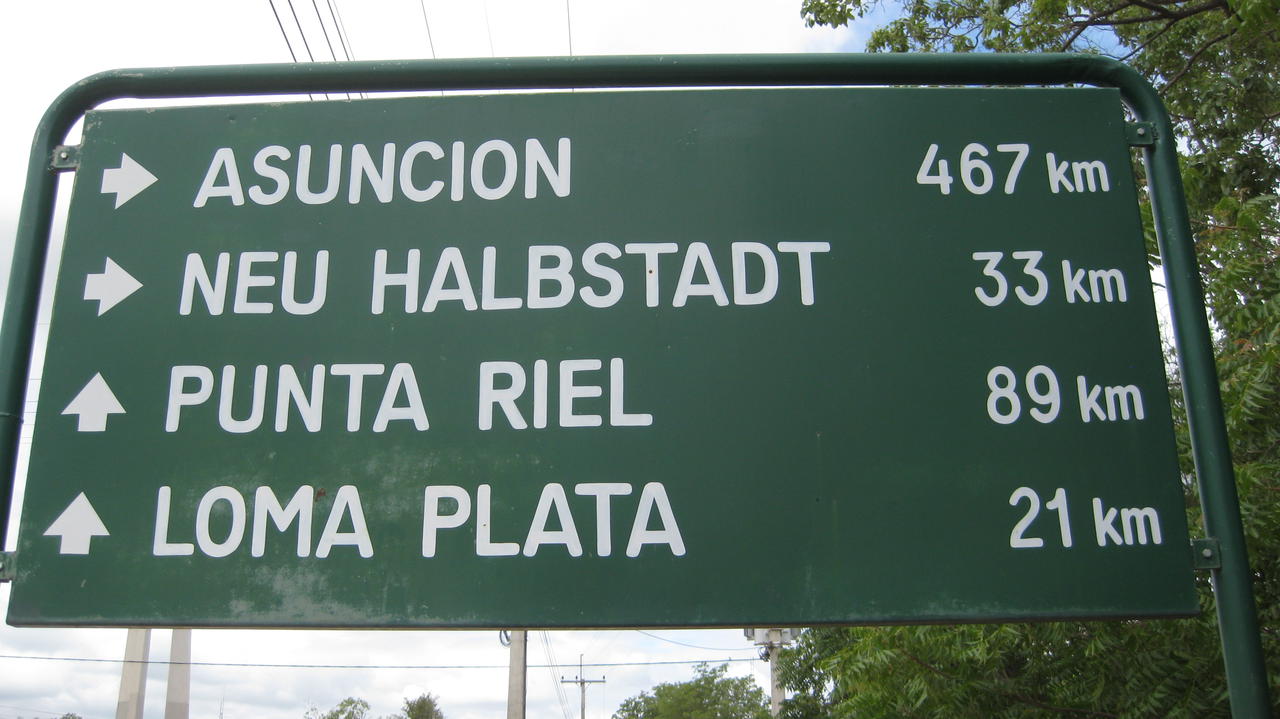 ASUNCION 467 km
NEU HALBSTADT 33 km
PUNTA RIEL 89 km
LOMA PLATA 21 km